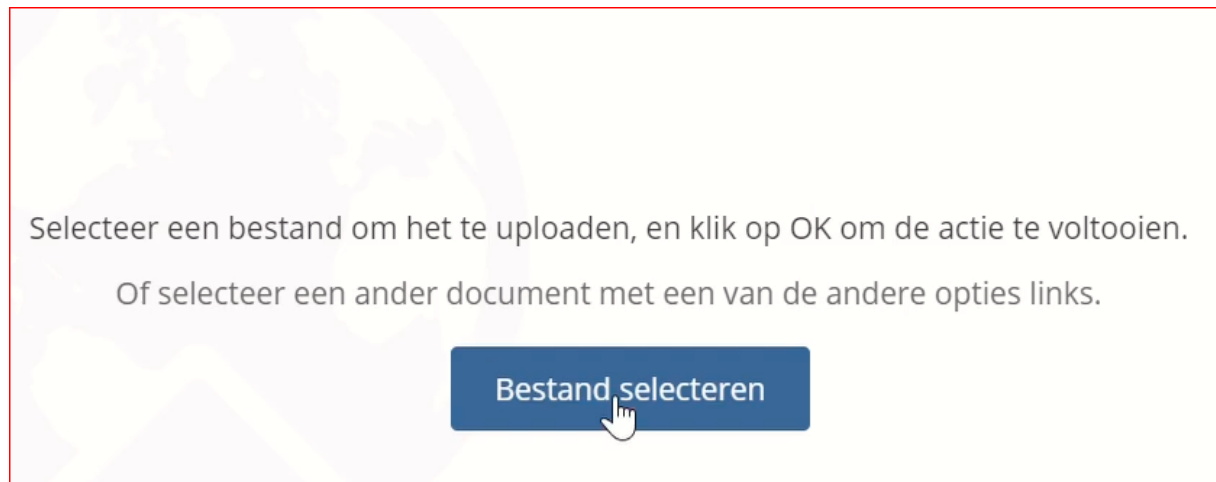 Selecteer een bestand om het te uploaden, en klik op OK om de actie te voltooien.
Of selecteer een ander document met een van de andere opties links.
Bestand selecteren